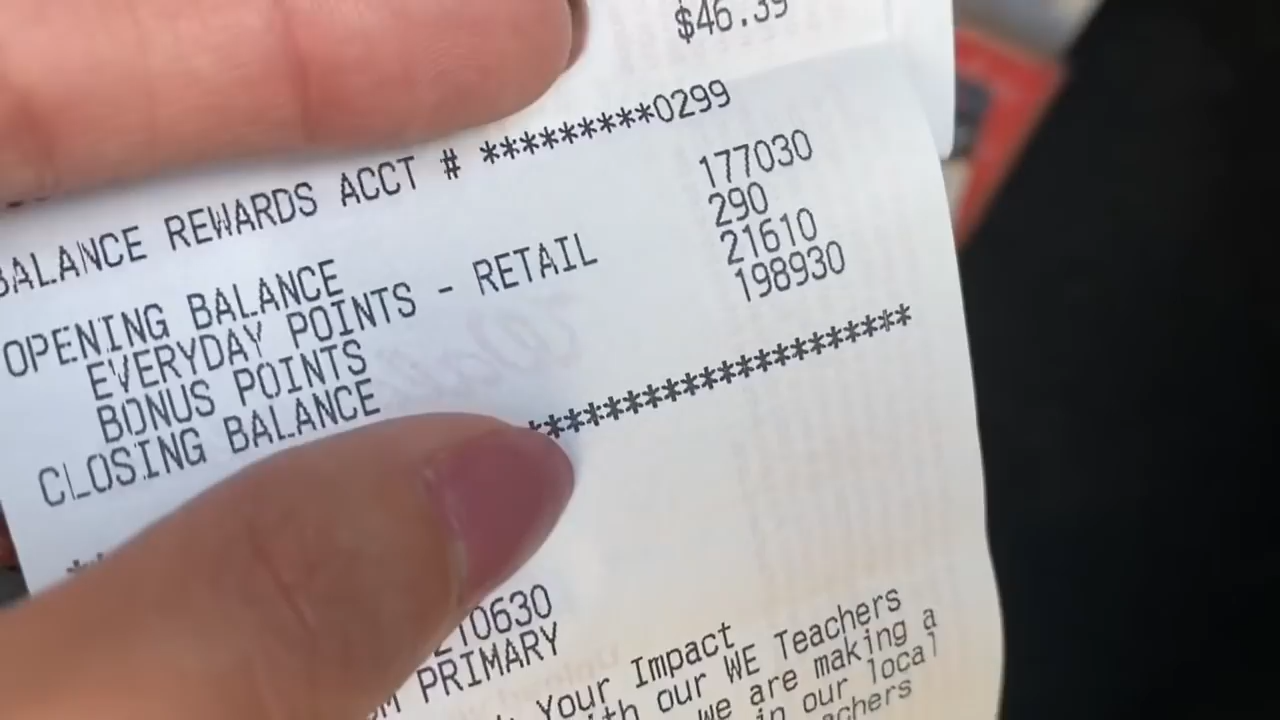 $46.39
BALANCE REWARDS ACCT # *********0299
OPENING BALANCE 177030
EVERYDAY POINTS - RETAIL 290
BONUS POINTS 21610
CLOSING BALANCE 198930
********************
10630
PRIMARY
Your Impact
with our WE Teachers
we are making a
in our local